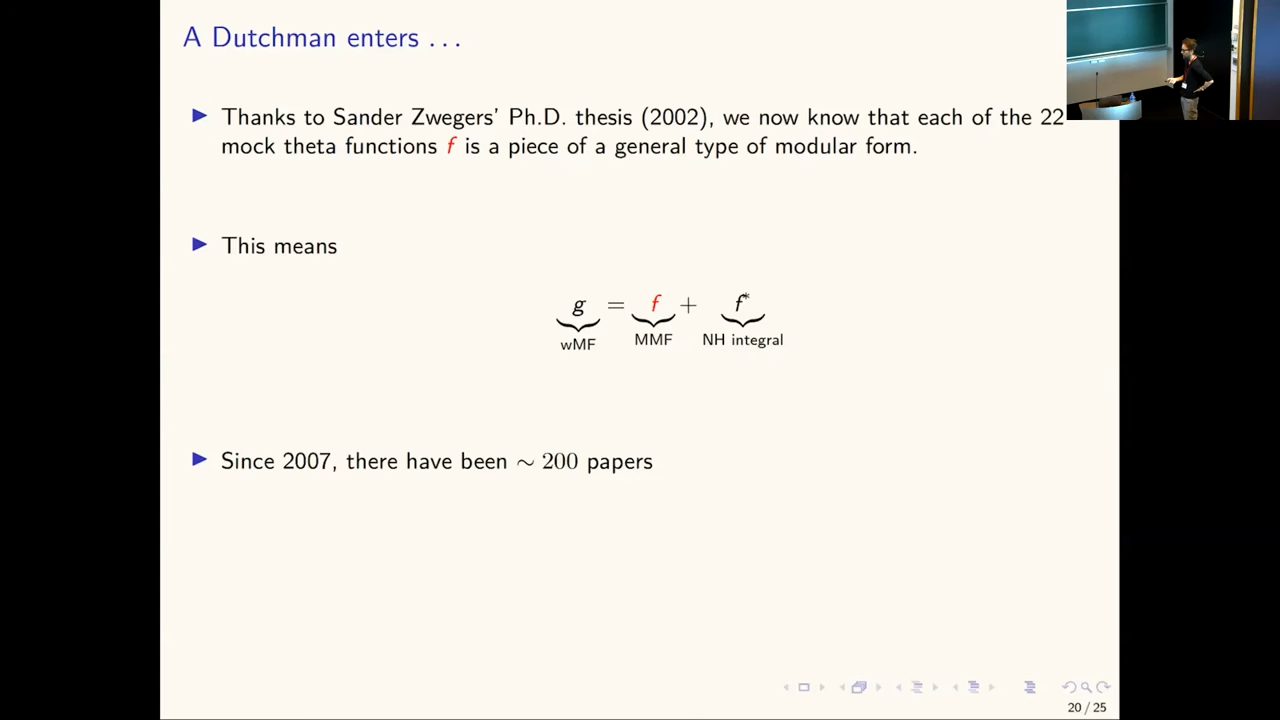 A Dutchman enters . . .
▶ Thanks to Sander Zwegers’ Ph.D. thesis (2002), we now know that each of the 22
mock theta functions f is a piece of a general type of modular form.
▶ This means
g = f + f*
wMF MMF NH integral
▶ Since 2007, there have been ∼ 200 papers
20 / 25